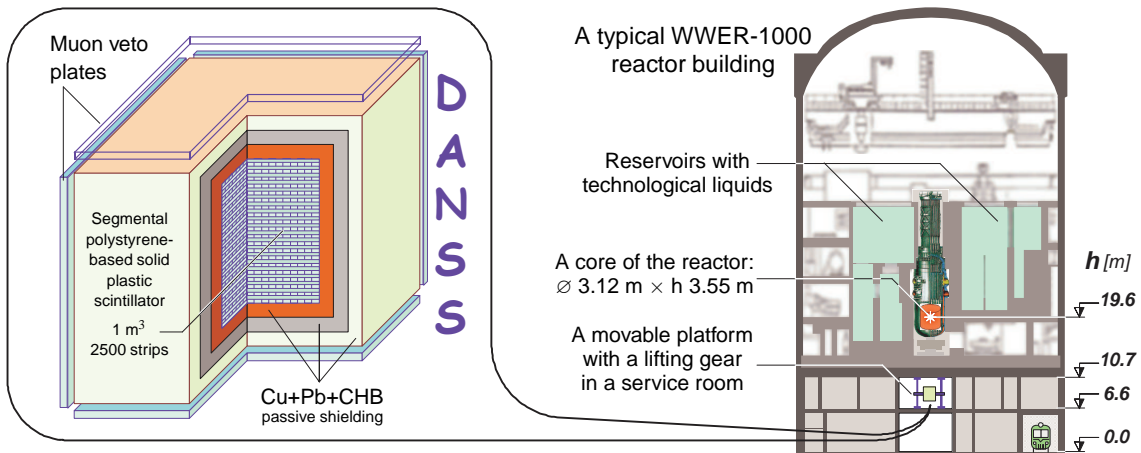 Muon veto
plates
D
A
N
S
S
Segmental
polystyrene-
based solid
plastic
scintillator
1 m³
2500 strips
Cu+Pb+CHB
passive shielding
A typical WWER-1000
reactor building
Reservoirs with
technological liquids
A core of the reactor:
∅ 3.12 m × h 3.55 m
A movable platform
with a lifting gear
in a service room
h [m]
19.6
10.7
6.6
0.0